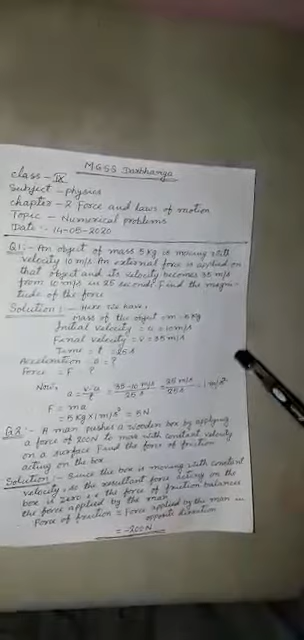 MGSG Darbhanga
Class - IX
Subject - physics
chapter - 2 Force and laws of motion
Topic - Numerical problems
Date - 14-05-2020
Q1:- An object of mass 5 Kg is moving with
velocity 10 m/s. An external force is applied on
that object and its velocity becomes 35 m/s
from 10 m/s in 25 second. Find the magni-
tude of the force
Solution:- Here we have,
Mass of the object m = 5Kg
Initial velocity = u = 10 m/s
Final velocity = v = 35 m/s
Time = t = 25 s
Acceleration a = ?
Force = F = ?
Now, a = v-u/t = 35-10 m/s/25 s = 25 m/s/25 s = 1 m/s²
F = ma
= 5 Kg x 1 m/s² = 5 N
Q2:- A man pushes a wooden box by applying
a force of 200N to move with constant velocity
on a surface Find the force of friction
acting on the box
Solution:- Since the box is moving with constant
velocity, so the resultant force acting on the
box is zero i.e the force of friction balances
the force applied by the man
∴ Force of friction = Force applied by the man in
opposite direction
= -200N